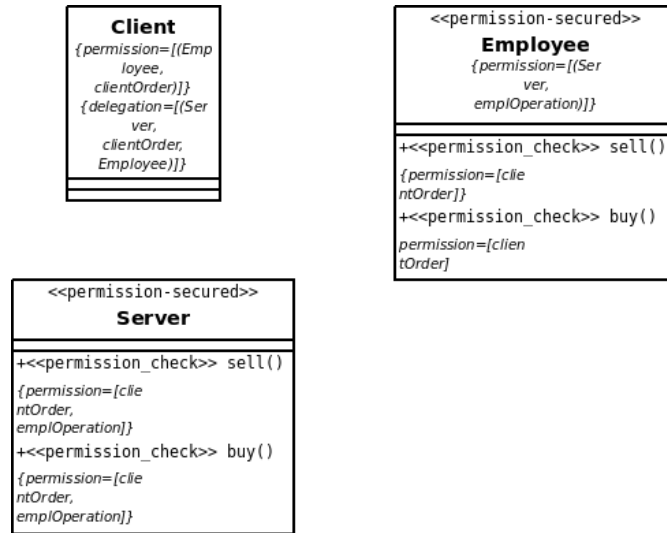 Client
{permission=[(Emp
loyee,
clientOrder)]}
{delegation=[(Ser
ver,
clientOrder,
Employee)]}
<<permission-secured>>
Employee
{permission=[(Ser
ver,
emplOperation)]}
+<<permission_check>> sell()
{permission=[clie
ntOrder]}
+<<permission_check>> buy()
permission=[clien
tOrder]
<<permission-secured>>
Server
+<<permission_check>> sell()
{permission=[clie
ntOrder,
emplOperation]}
+<<permission_check>> buy()
{permission=[clie
ntOrder,
emplOperation]}